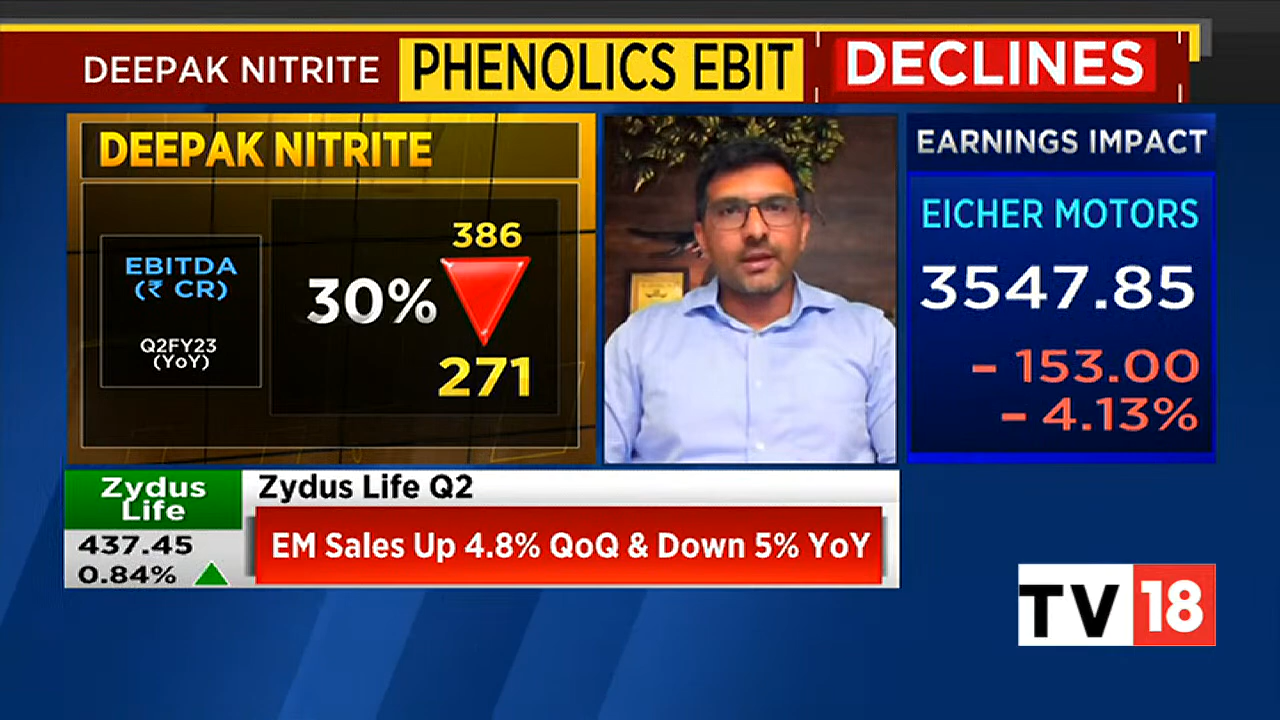 DEEPAK NITRITE PHENOLICS EBIT DECLINES
DEEPAK NITRITE
EBITDA
(₹ CR)
Q2FY23
(YoY)
386
30%
271
EARNINGS IMPACT
EICHER MOTORS
3547.85
- 153.00
- 4.13%
Zydus
Life
437.45
0.84%
Zydus Life Q2
EM Sales Up 4.8% QoQ & Down 5% YoY
TV18